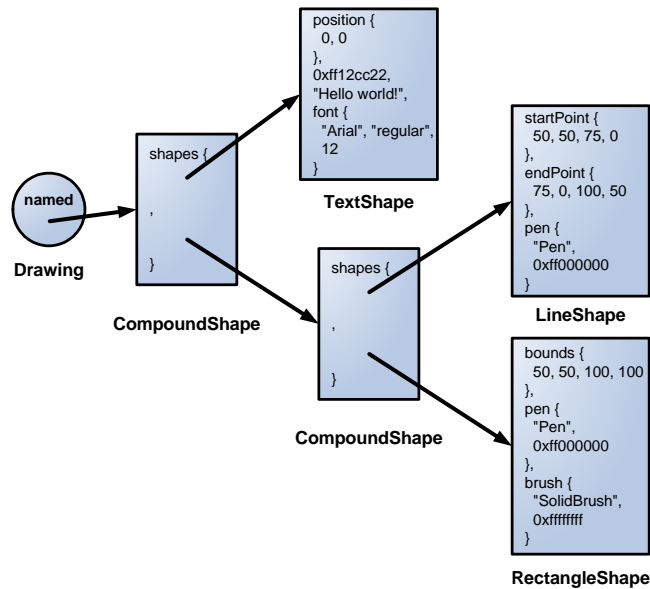 named
Drawing
shapes {
,
}
CompoundShape
position {
0, 0
},
0xff12cc22,
"Hello world!",
font {
"Arial", "regular",
12
}
TextShape
shapes {
,
}
CompoundShape
startPoint {
50, 50, 75, 0
},
endPoint {
75, 0, 100, 50
},
pen {
"Pen",
0xff000000
}
LineShape
bounds {
50, 50, 100, 100
},
pen {
"Pen",
0xff000000
},
brush {
"SolidBrush",
0xffffffff
}
RectangleShape